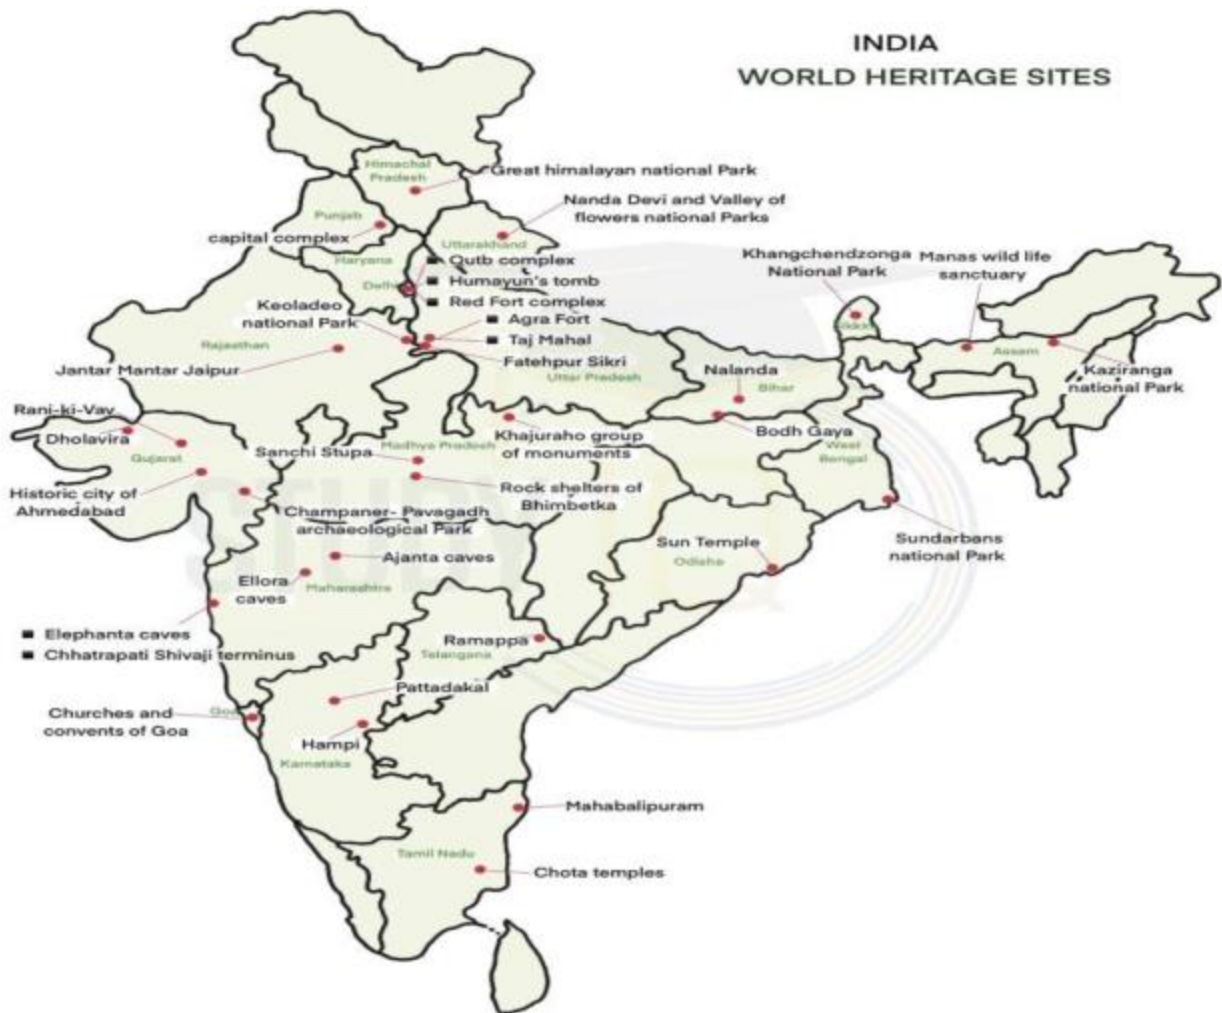 INDIA
WORLD HERITAGE SITES
Himachal
Pradesh
Great himalayan national Park
Nanda Devi and Valley of
flowers national Parks
Punjab
capital complex
Uttarakhand
Haryana
Qutb complex
Humayun's tomb
Red Fort complex
Delhi
Khangchendzonga
National Park
Manas wild life
sanctuary
Keoladeo
national Park
Agra Fort
Taj Mahal
Fatehpur Sikri
Rajasthan
Jantar Mantar Jaipur
Uttar Pradesh
Sikkim
Assam
Kaziranga
national Park
Nalanda
Bihar
Bodh Gaya
Rani-ki-Vav
Dholavira
Gujarat
Historic city of
Ahmedabad
Madhya Pradesh
Sanchi Stupa
Khajuraho group
of monuments
West
Bengal
Rock shelters of
Bhimbetka
Champaner- Pavagadh
archaeological Park
STUDY
Sundarbans
national Park
Sun Temple
Odisha
Ajanta caves
Ellora
caves
Maharashtra
Elephanta caves
Chhatrapati Shivaji terminus
Ramappa
Telangana
Pattadakal
Goa
Churches and
convents of Goa
Hampi
Karnataka
Mahabalipuram
Tamil Nadu
Chota temples